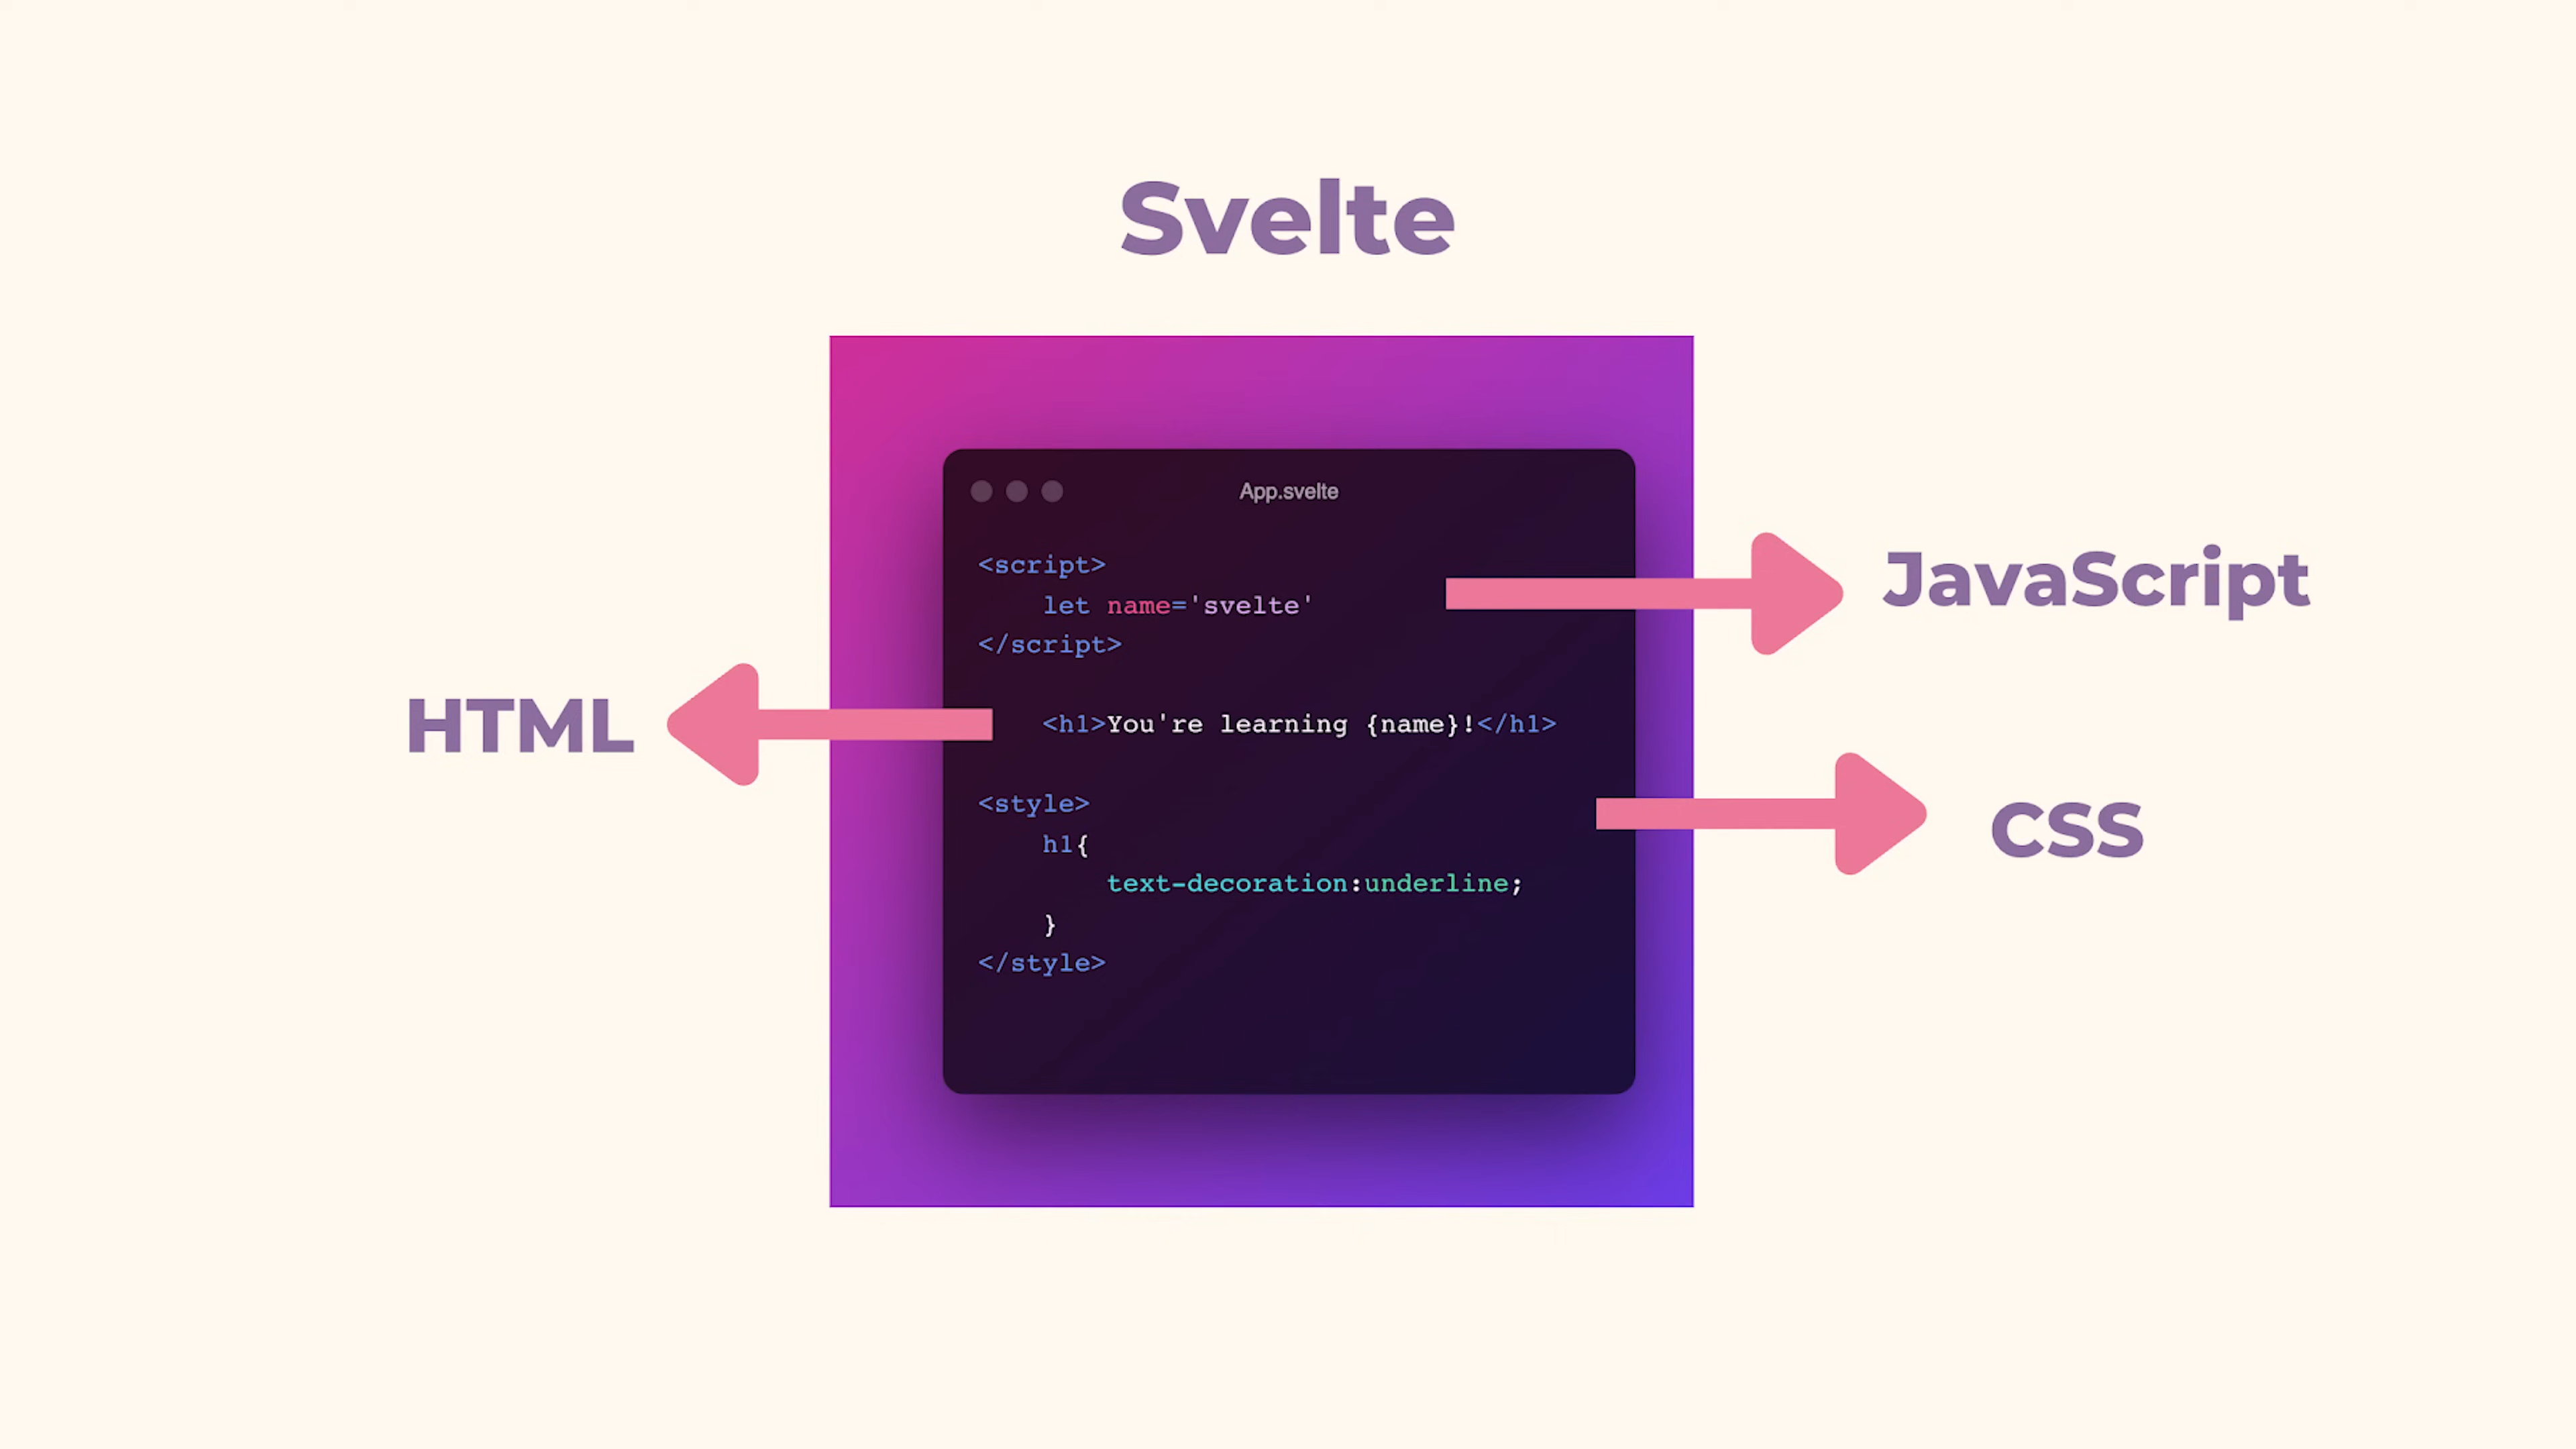 Svelte
App.svelte
<script>
let name='svelte'
</script>
JavaScript
HTML
<h1>You're learning {name}!</h1>
<style>
h1{
text-decoration:underline;
}
</style>
CSS